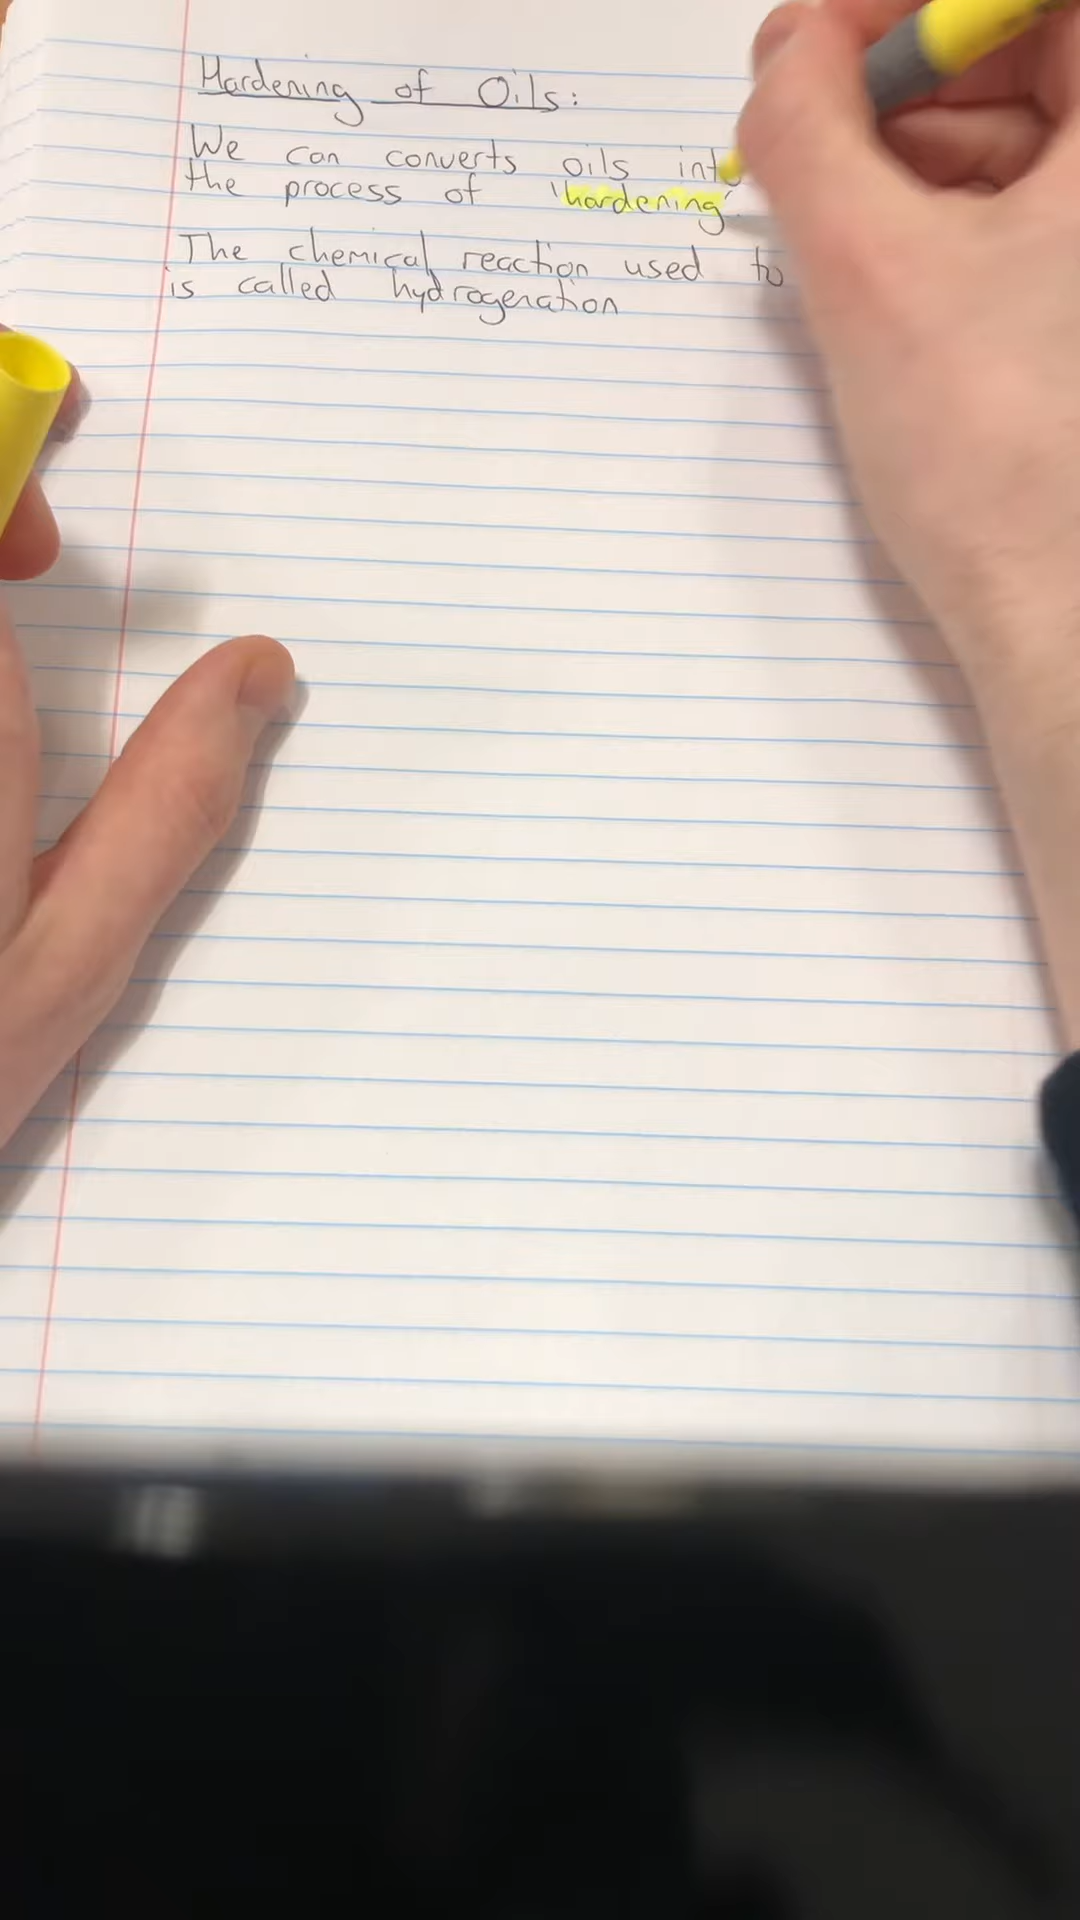 Hardening of Oils:
We can converts oils into
the process of 'hardening'.
The chemical reaction used to
is called hydrogenation